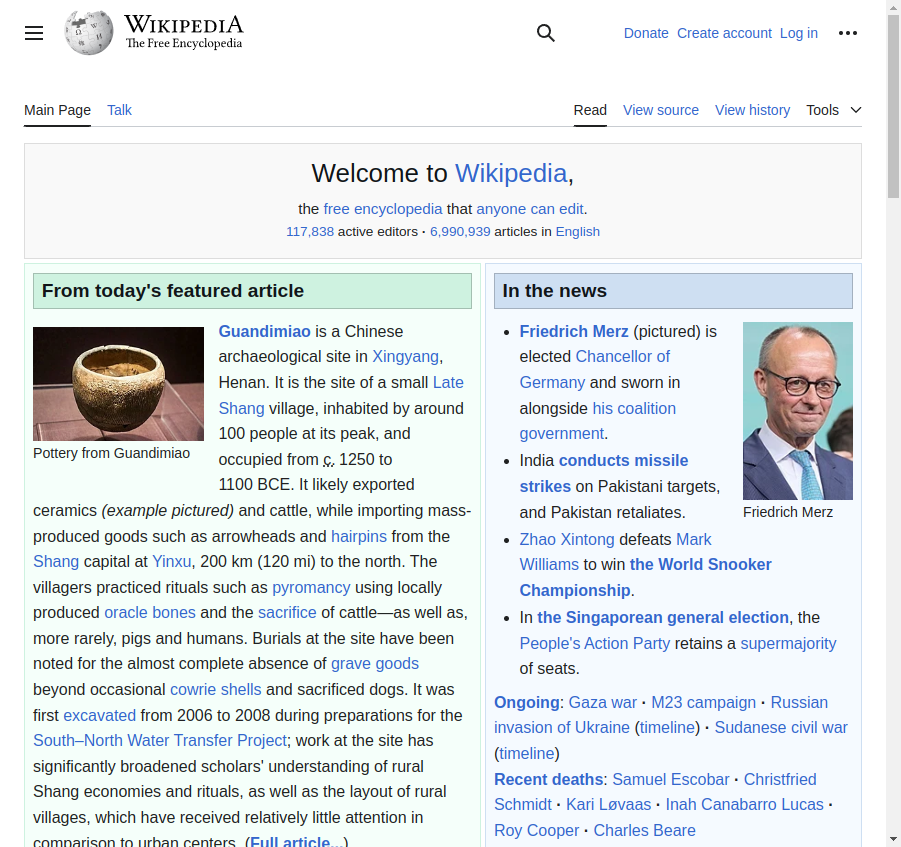 WIKIPEDIA
The Free Encyclopedia
Donate Create account Log in
Main Page Talk Read View source View history Tools
Welcome to Wikipedia,
the free encyclopedia that anyone can edit.
117,838 active editors · 6,990,939 articles in English
From today's featured article
Pottery from Guandimiao
Guandimiao is a Chinese
archaeological site in Xingyang,
Henan. It is the site of a small Late
Shang village, inhabited by around
100 people at its peak, and
occupied from c. 1250 to
1100 BCE. It likely exported
ceramics (example pictured) and cattle, while importing mass-
produced goods such as arrowheads and hairpins from the
Shang capital at Yinxu, 200 km (120 mi) to the north. The
villagers practiced rituals such as pyromancy using locally
produced oracle bones and the sacrifice of cattle—as well as,
more rarely, pigs and humans. Burials at the site have been
noted for the almost complete absence of grave goods
beyond occasional cowrie shells and sacrificed dogs. It was
first excavated from 2006 to 2008 during preparations for the
South–North Water Transfer Project; work at the site has
significantly broadened scholars' understanding of rural
Shang economies and rituals, as well as the layout of rural
villages, which have received relatively little attention in
comparison to urban centers. (Full article...)
In the news
Friedrich Merz (pictured) is
elected Chancellor of
Germany and sworn in
alongside his coalition
government.
India conducts missile
strikes on Pakistani targets,
and Pakistan retaliates.
Friedrich Merz
Zhao Xintong defeats Mark
Williams to win the World Snooker
Championship.
In the Singaporean general election, the
People's Action Party retains a supermajority
of seats.
Ongoing: Gaza war · M23 campaign · Russian
invasion of Ukraine (timeline) · Sudanese civil war
(timeline)
Recent deaths: Samuel Escobar · Christfried
Schmidt · Kari Løvaas · Inah Canabarro Lucas ·
Roy Cooper · Charles Beare